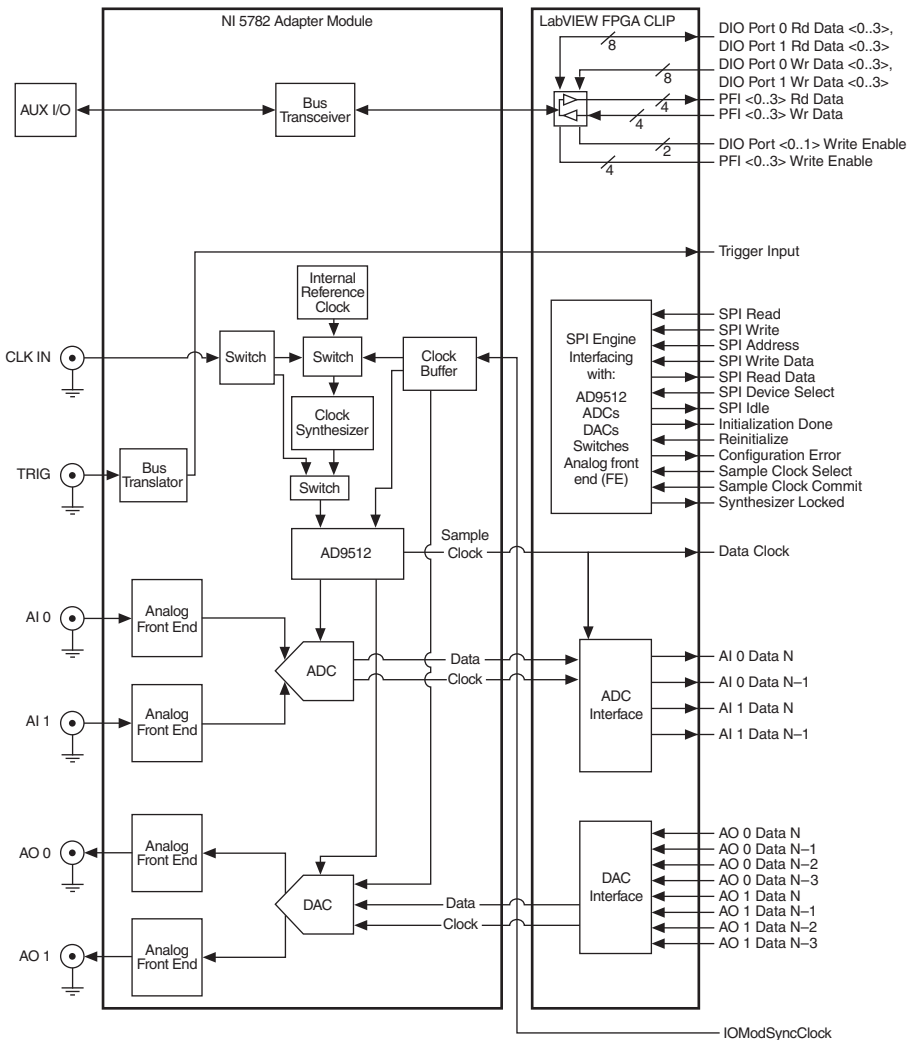 NI 5782 Adapter Module
LabVIEW FPGA CLIP
DIO Port 0 Rd Data <0..3>,
DIO Port 1 Rd Data <0..3>
8
DIO Port 0 Wr Data <0..3>,
DIO Port 1 Wr Data <0..3>
8
AUX I/O
Bus
Transceiver
PFI <0..3> Rd Data
4
PFI <0..3> Wr Data
4
DIO Port <0..1> Write Enable
2
PFI <0..3> Write Enable
4
Trigger Input
Internal
Reference
Clock
CLK IN
Switch
Switch
Clock
Buffer
Clock
Synthesizer
TRIG
Bus
Translator
Switch
SPI Engine
Interfacing
with:
AD9512
ADCs
DACs
Switches
Analog front
end (FE)
SPI Read
SPI Write
SPI Address
SPI Write Data
SPI Read Data
SPI Device Select
SPI Idle
Initialization Done
Reinitialize
Configuration Error
Sample Clock Select
Sample Clock Commit
Synthesizer Locked
AD9512
Sample
Clock
Data Clock
AI 0
Analog
Front End
ADC
Data
Clock
AI 1
Analog
Front End
ADC
Interface
AI 0 Data N
AI 0 Data N–1
AI 1 Data N
AI 1 Data N–1
AO 0
Analog
Front End
DAC
Data
Clock
AO 1
Analog
Front End
DAC
Interface
AO 0 Data N
AO 0 Data N–1
AO 0 Data N–2
AO 0 Data N–3
AO 1 Data N
AO 1 Data N–1
AO 1 Data N–2
AO 1 Data N–3
IOModSyncClock